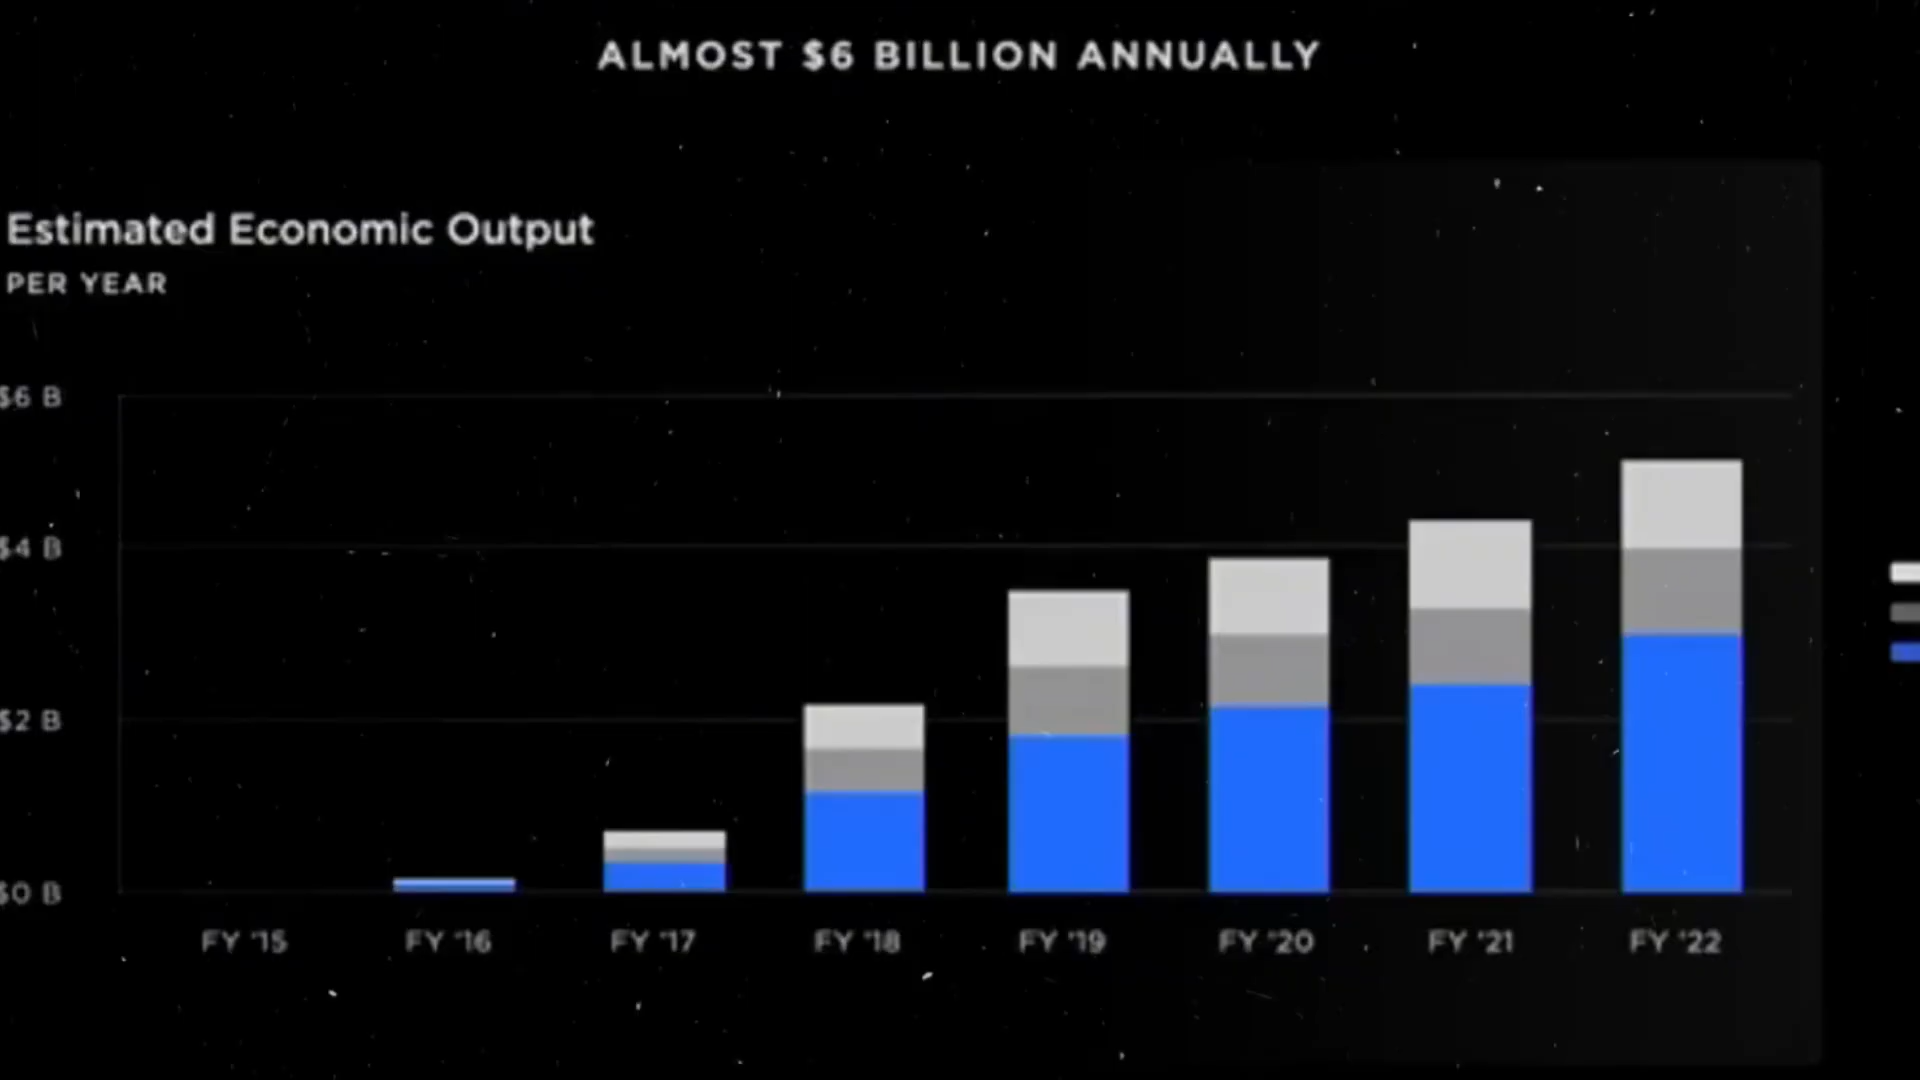 ALMOST $6 BILLION ANNUALLY
Estimated Economic Output
PER YEAR
$6 B
$4 B
$2 B
$0 B
FY '15 FY '16 FY '17 FY '18 FY '19 FY '20 FY '21 FY '22